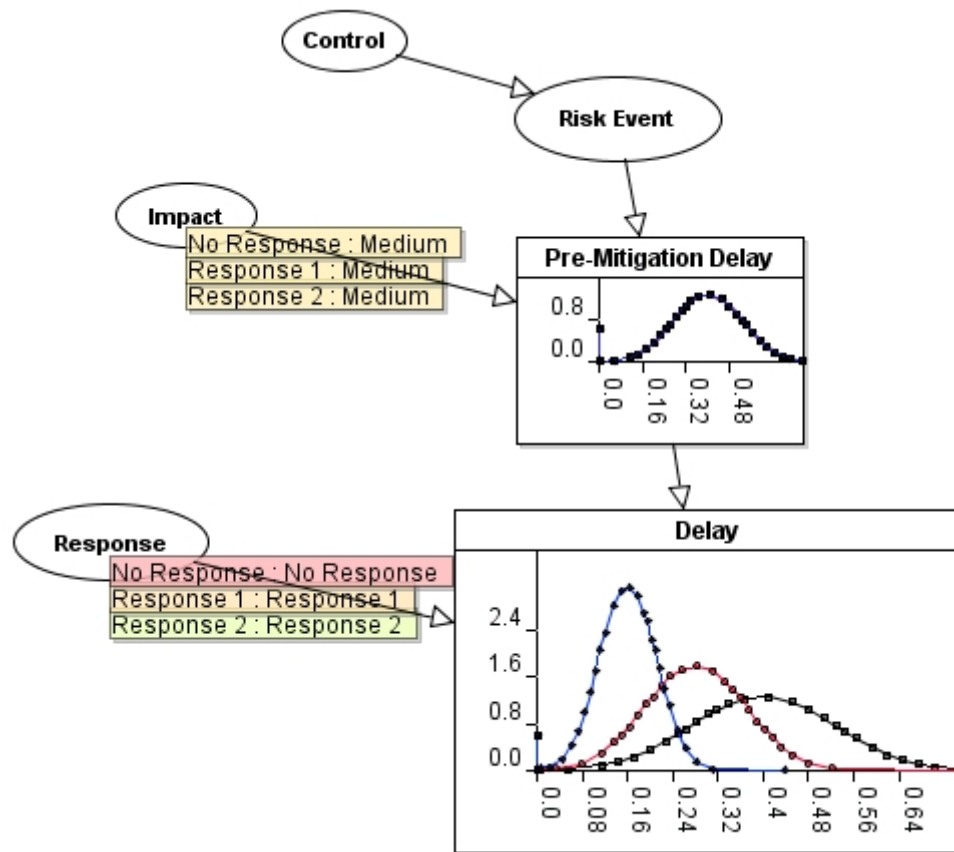 Control
Risk Event
Impact
No Response : Medium
Response 1 : Medium
Response 2 : Medium
Pre-Mitigation Delay
0.8
0.0
0.0
0.16
0.32
0.48
Response
No Response : No Response
Response 1 : Response 1
Response 2 : Response 2
Delay
2.4
1.6
0.8
0.0
0.0
0.08
0.16
0.24
0.32
0.4
0.48
0.56
0.64